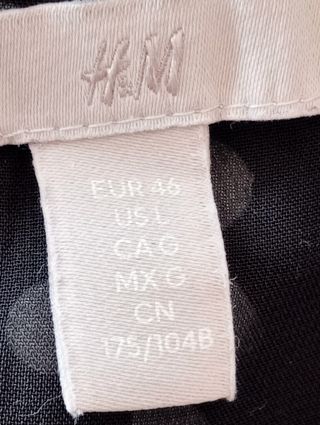 H&M
EUR 46
US L
CA G
MX G
CN
175/104B